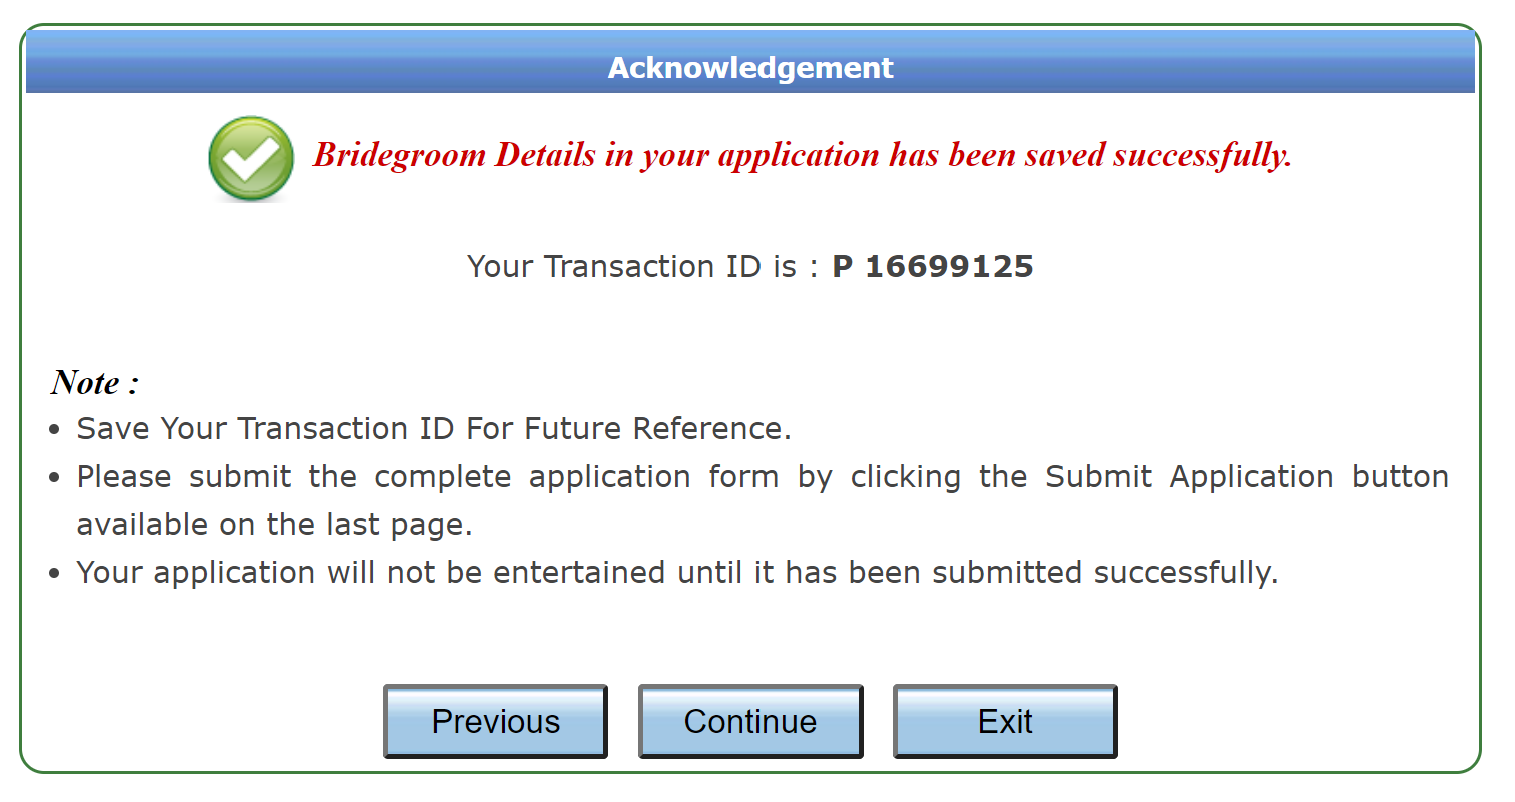 Acknowledgement
Bridegroom Details in your application has been saved successfully.
Your Transaction ID is : P 16699125
Note :
• Save Your Transaction ID For Future Reference.
• Please submit the complete application form by clicking the Submit Application button
available on the last page.
• Your application will not be entertained until it has been submitted successfully.
Previous Continue Exit